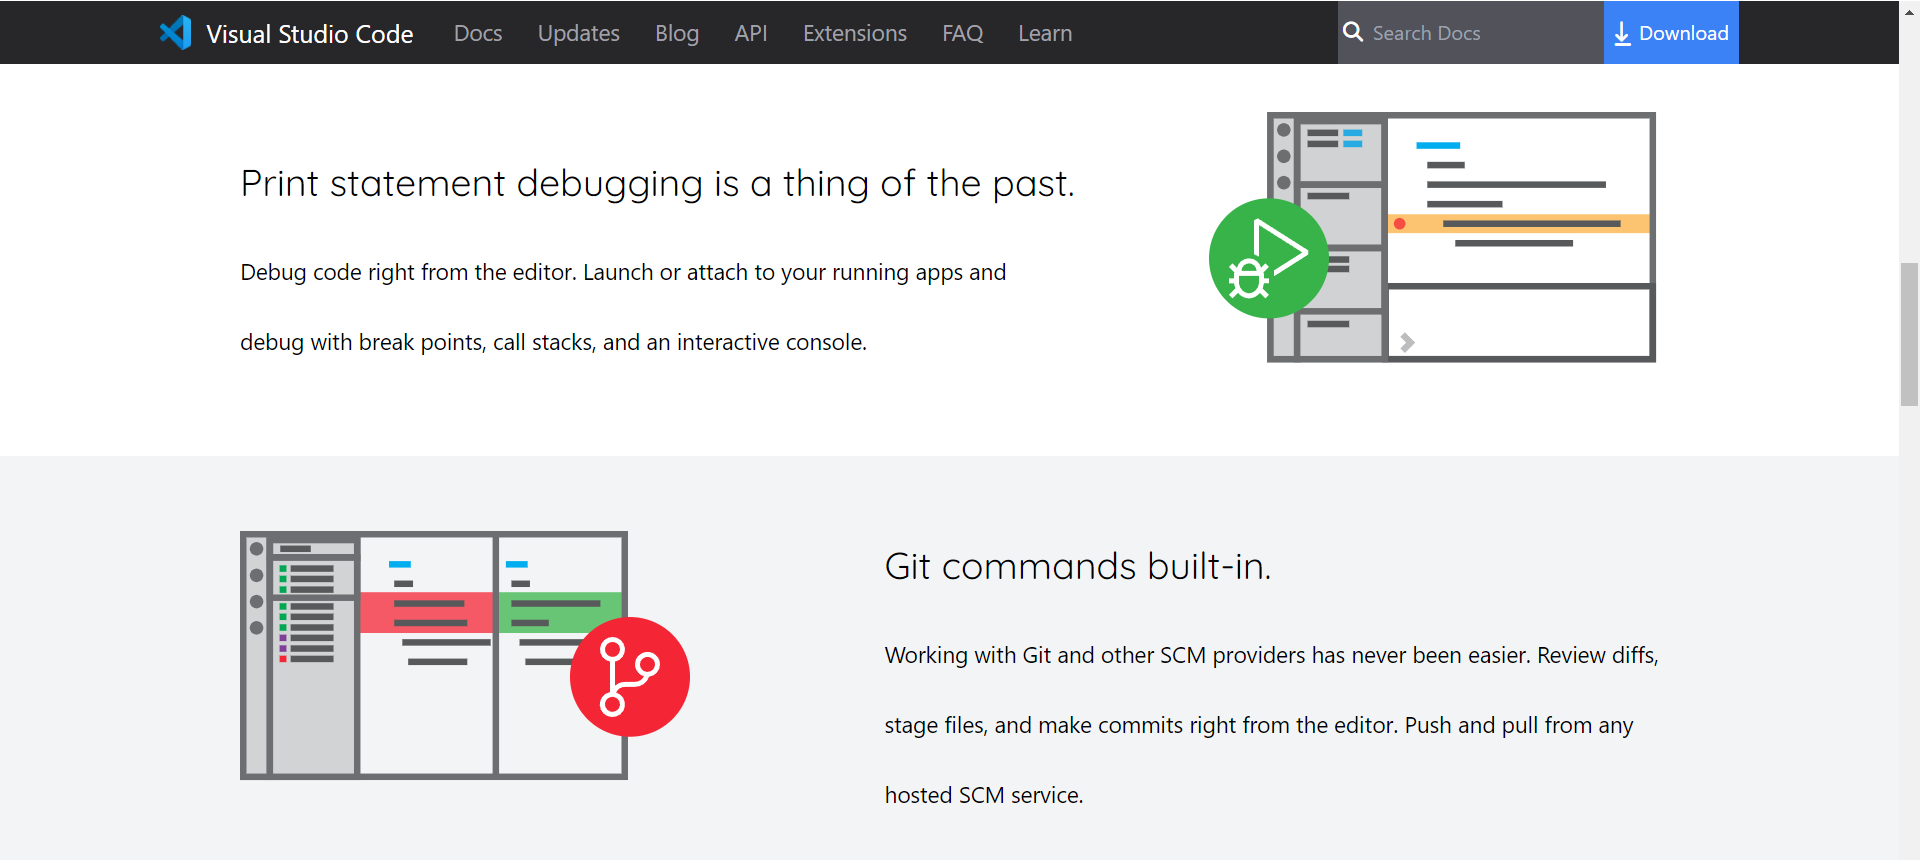 Visual Studio Code Docs Updates Blog API Extensions FAQ Learn Search Docs Download
Print statement debugging is a thing of the past.
Debug code right from the editor. Launch or attach to your running apps and
debug with break points, call stacks, and an interactive console.
Git commands built-in.
Working with Git and other SCM providers has never been easier. Review diffs,
stage files, and make commits right from the editor. Push and pull from any
hosted SCM service.